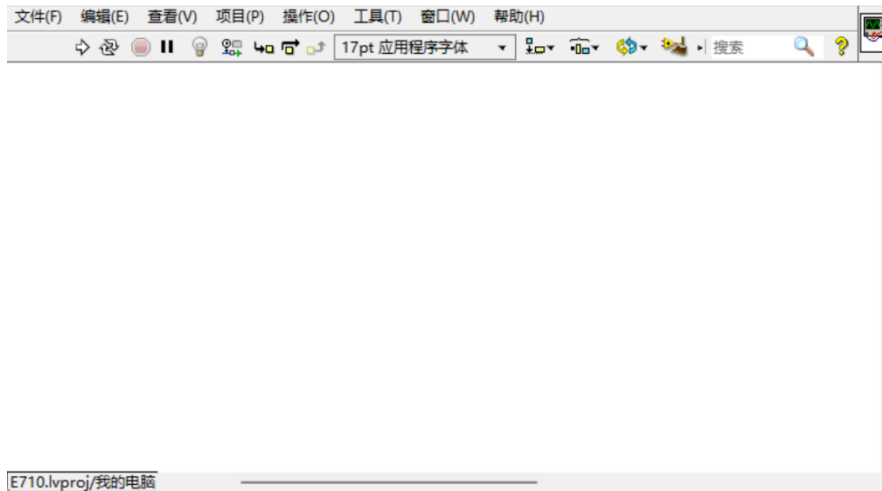 文件(F) 编辑(E) 查看(V) 项目(P) 操作(O) 工具(T) 窗口(W) 帮助(H)
17pt 应用程序字体 搜索
E710.lvproj/我的电脑